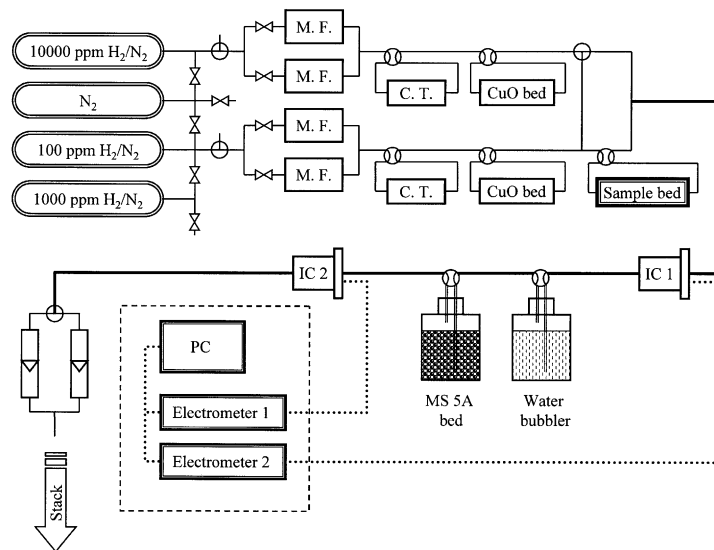 10000 ppm H₂/N₂
M. F.
M. F.
C. T.
CuO bed
N₂
100 ppm H₂/N₂
M. F.
M. F.
C. T.
CuO bed
Sample bed
1000 ppm H₂/N₂
IC 2
IC 1
PC
MS 5A
bed
Water
bubbler
Electrometer 1
Electrometer 2
Stack